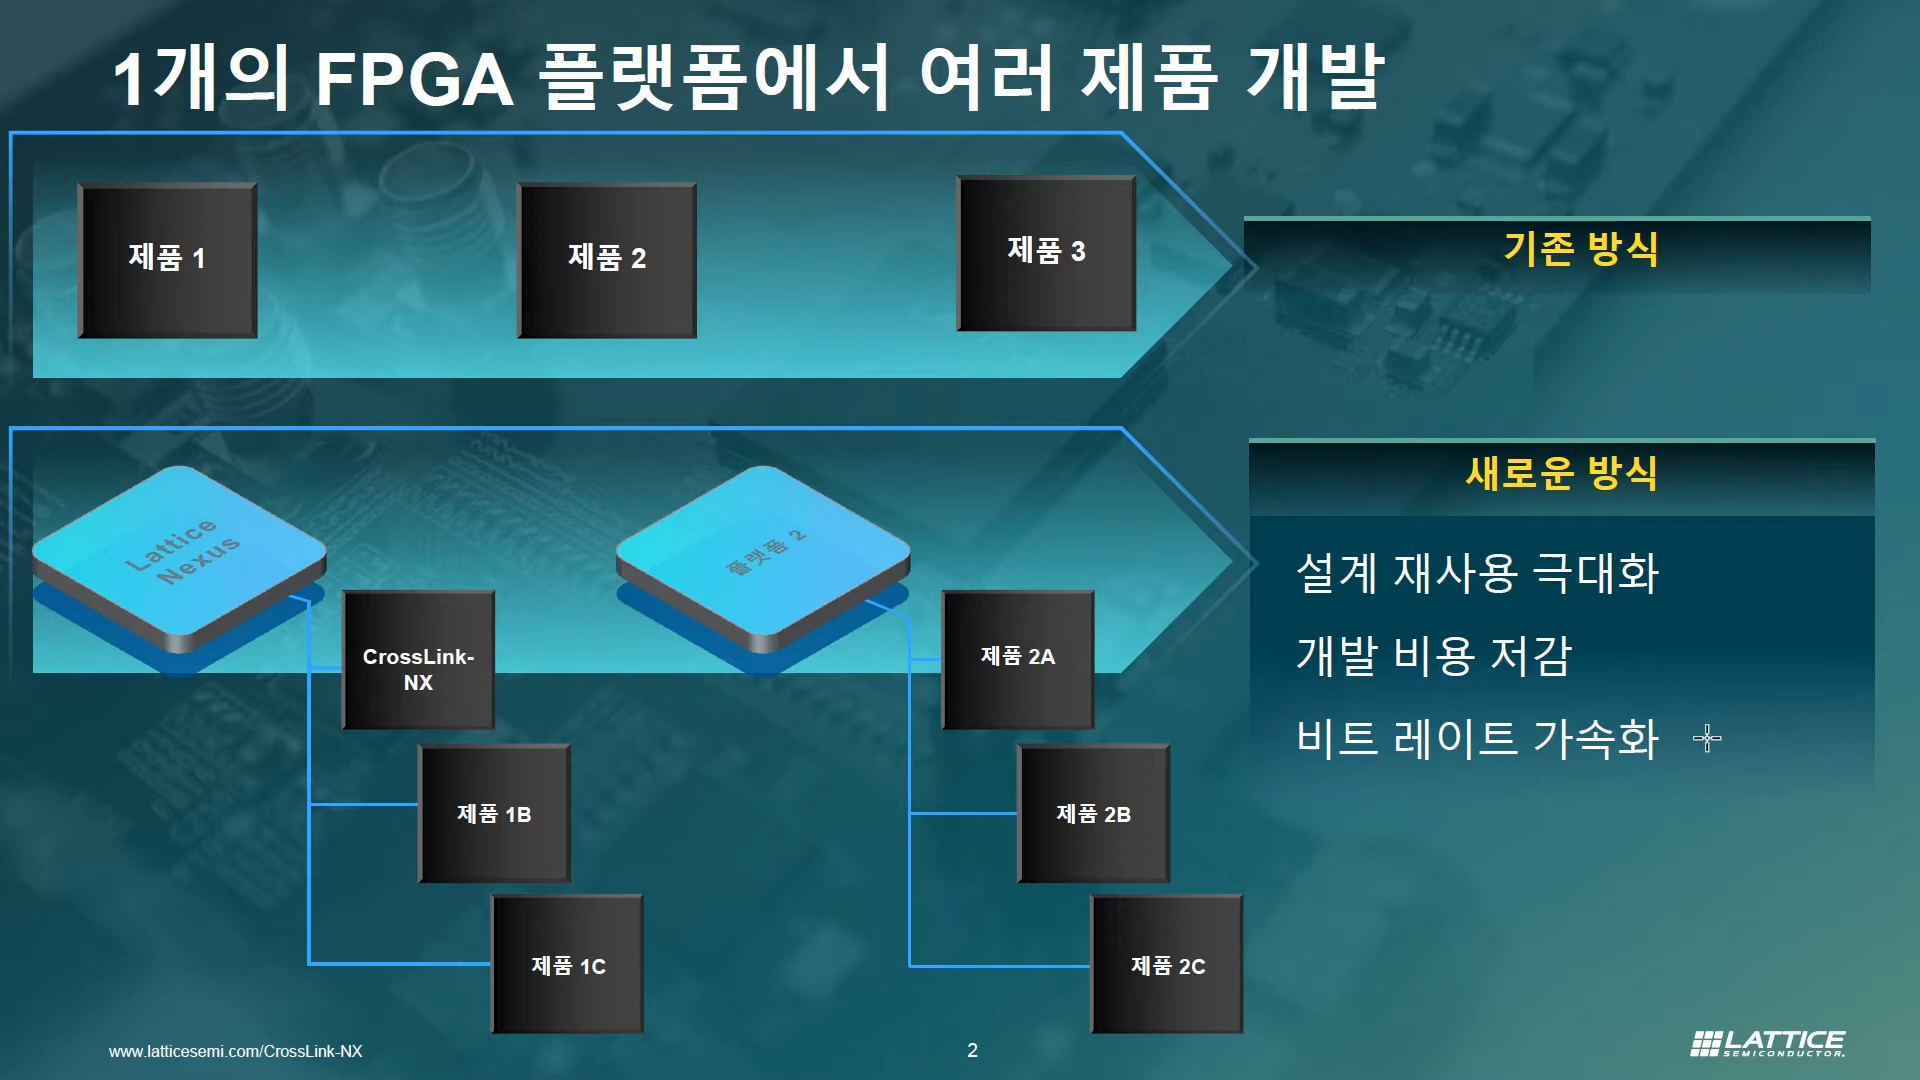 1개의 FPGA 플랫폼에서 여러 제품 개발
제품 1
제품 2
제품 3
기존 방식
Lattice
Nexus
플랫폼 2
CrossLink-
NX
제품 1B
제품 1C
제품 2A
제품 2B
제품 2C
새로운 방식
설계 재사용 극대화
개발 비용 저감
비트 레이트 가속화
www.latticesemi.com/CrossLink-NX
2
LATTICE
SEMICONDUCTOR.